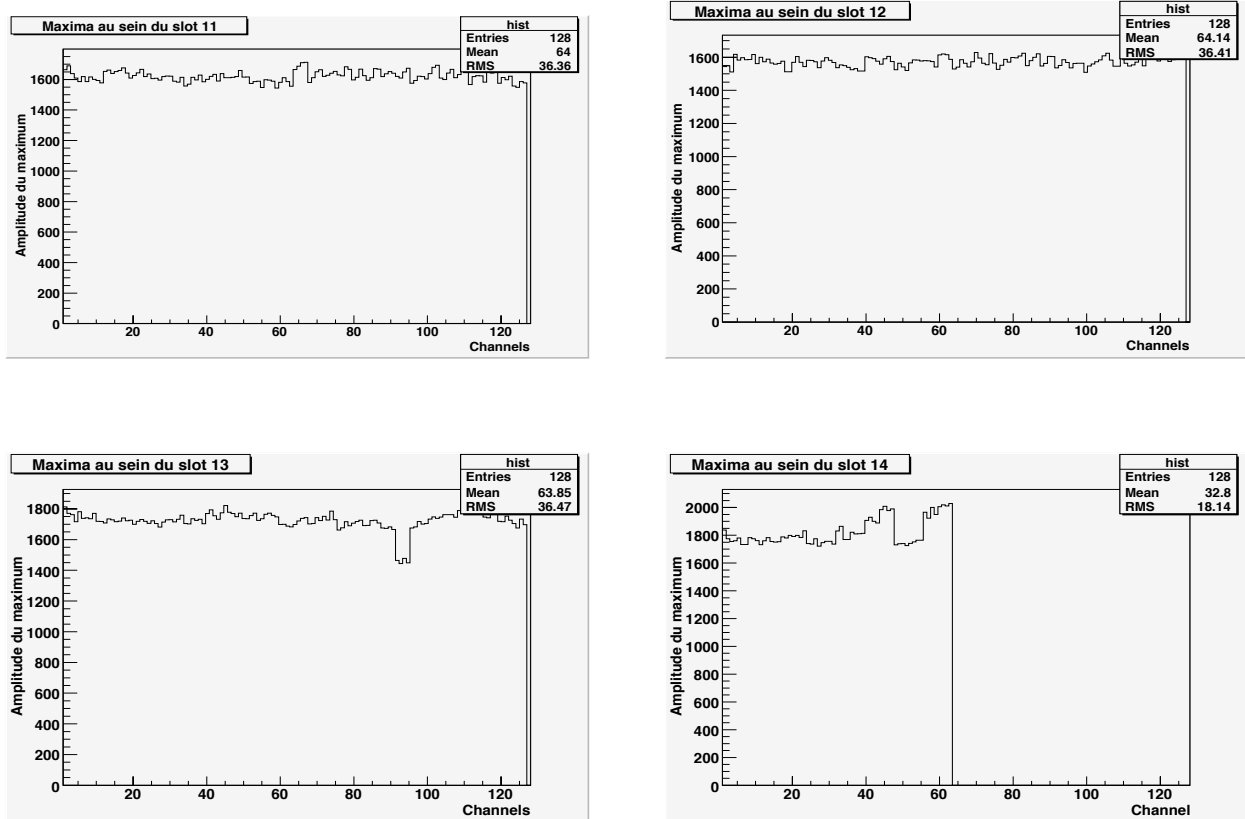 Maxima au sein du slot 11
hist
Entries 128
Mean 64
RMS 36.36
Amplitude du maximum
1600
1400
1200
1000
800
600
400
200
0
20 40 60 80 100 120
Channels
Maxima au sein du slot 12
hist
Entries 128
Mean 64.14
RMS 36.41
Amplitude du maximum
1600
1400
1200
1000
800
600
400
200
0
20 40 60 80 100 120
Channels
Maxima au sein du slot 13
hist
Entries 128
Mean 63.85
RMS 36.47
Amplitude du maximum
1800
1600
1400
1200
1000
800
600
400
200
0
20 40 60 80 100 120
Channels
Maxima au sein du slot 14
hist
Entries 128
Mean 32.8
RMS 18.14
Amplitude du maximum
2000
1800
1600
1400
1200
1000
800
600
400
200
0
20 40 60 80 100 120
Channel